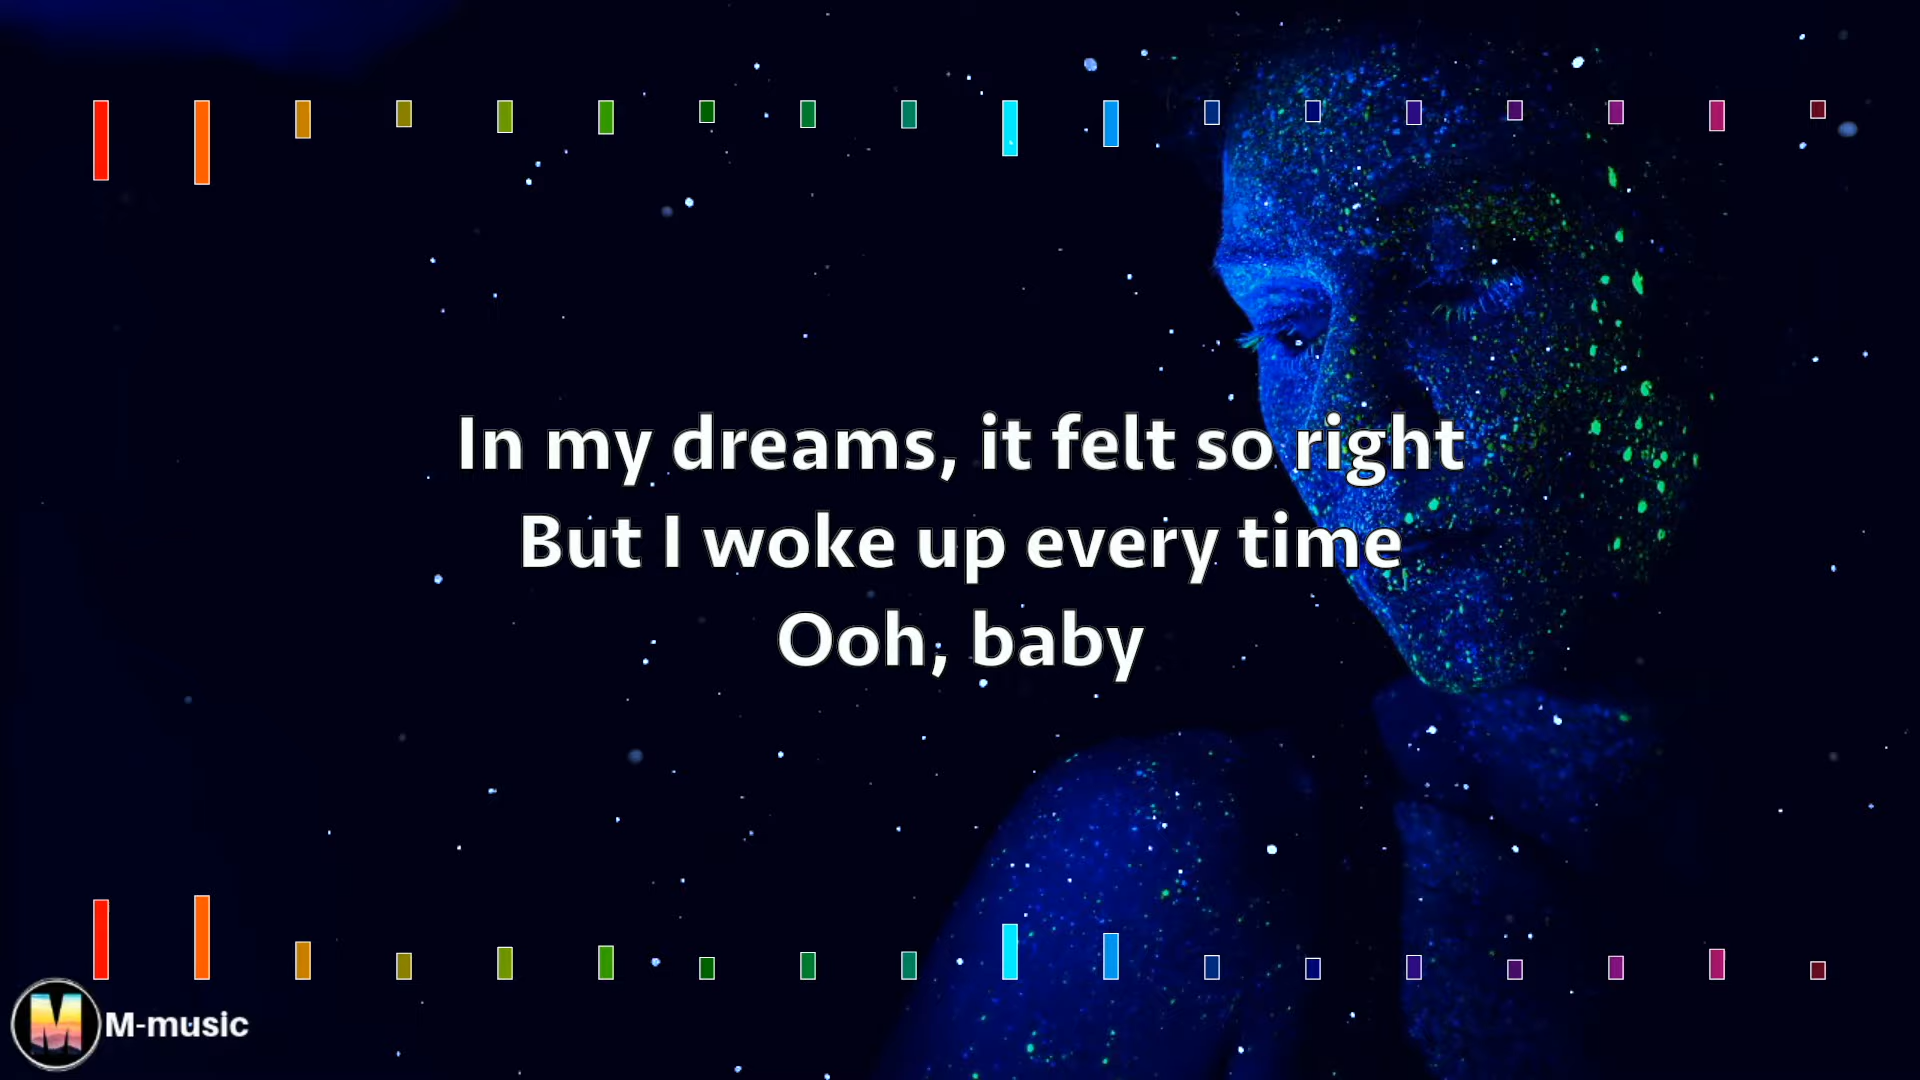 In my dreams, it felt so right
But I woke up every time
Ooh, baby
M M-music